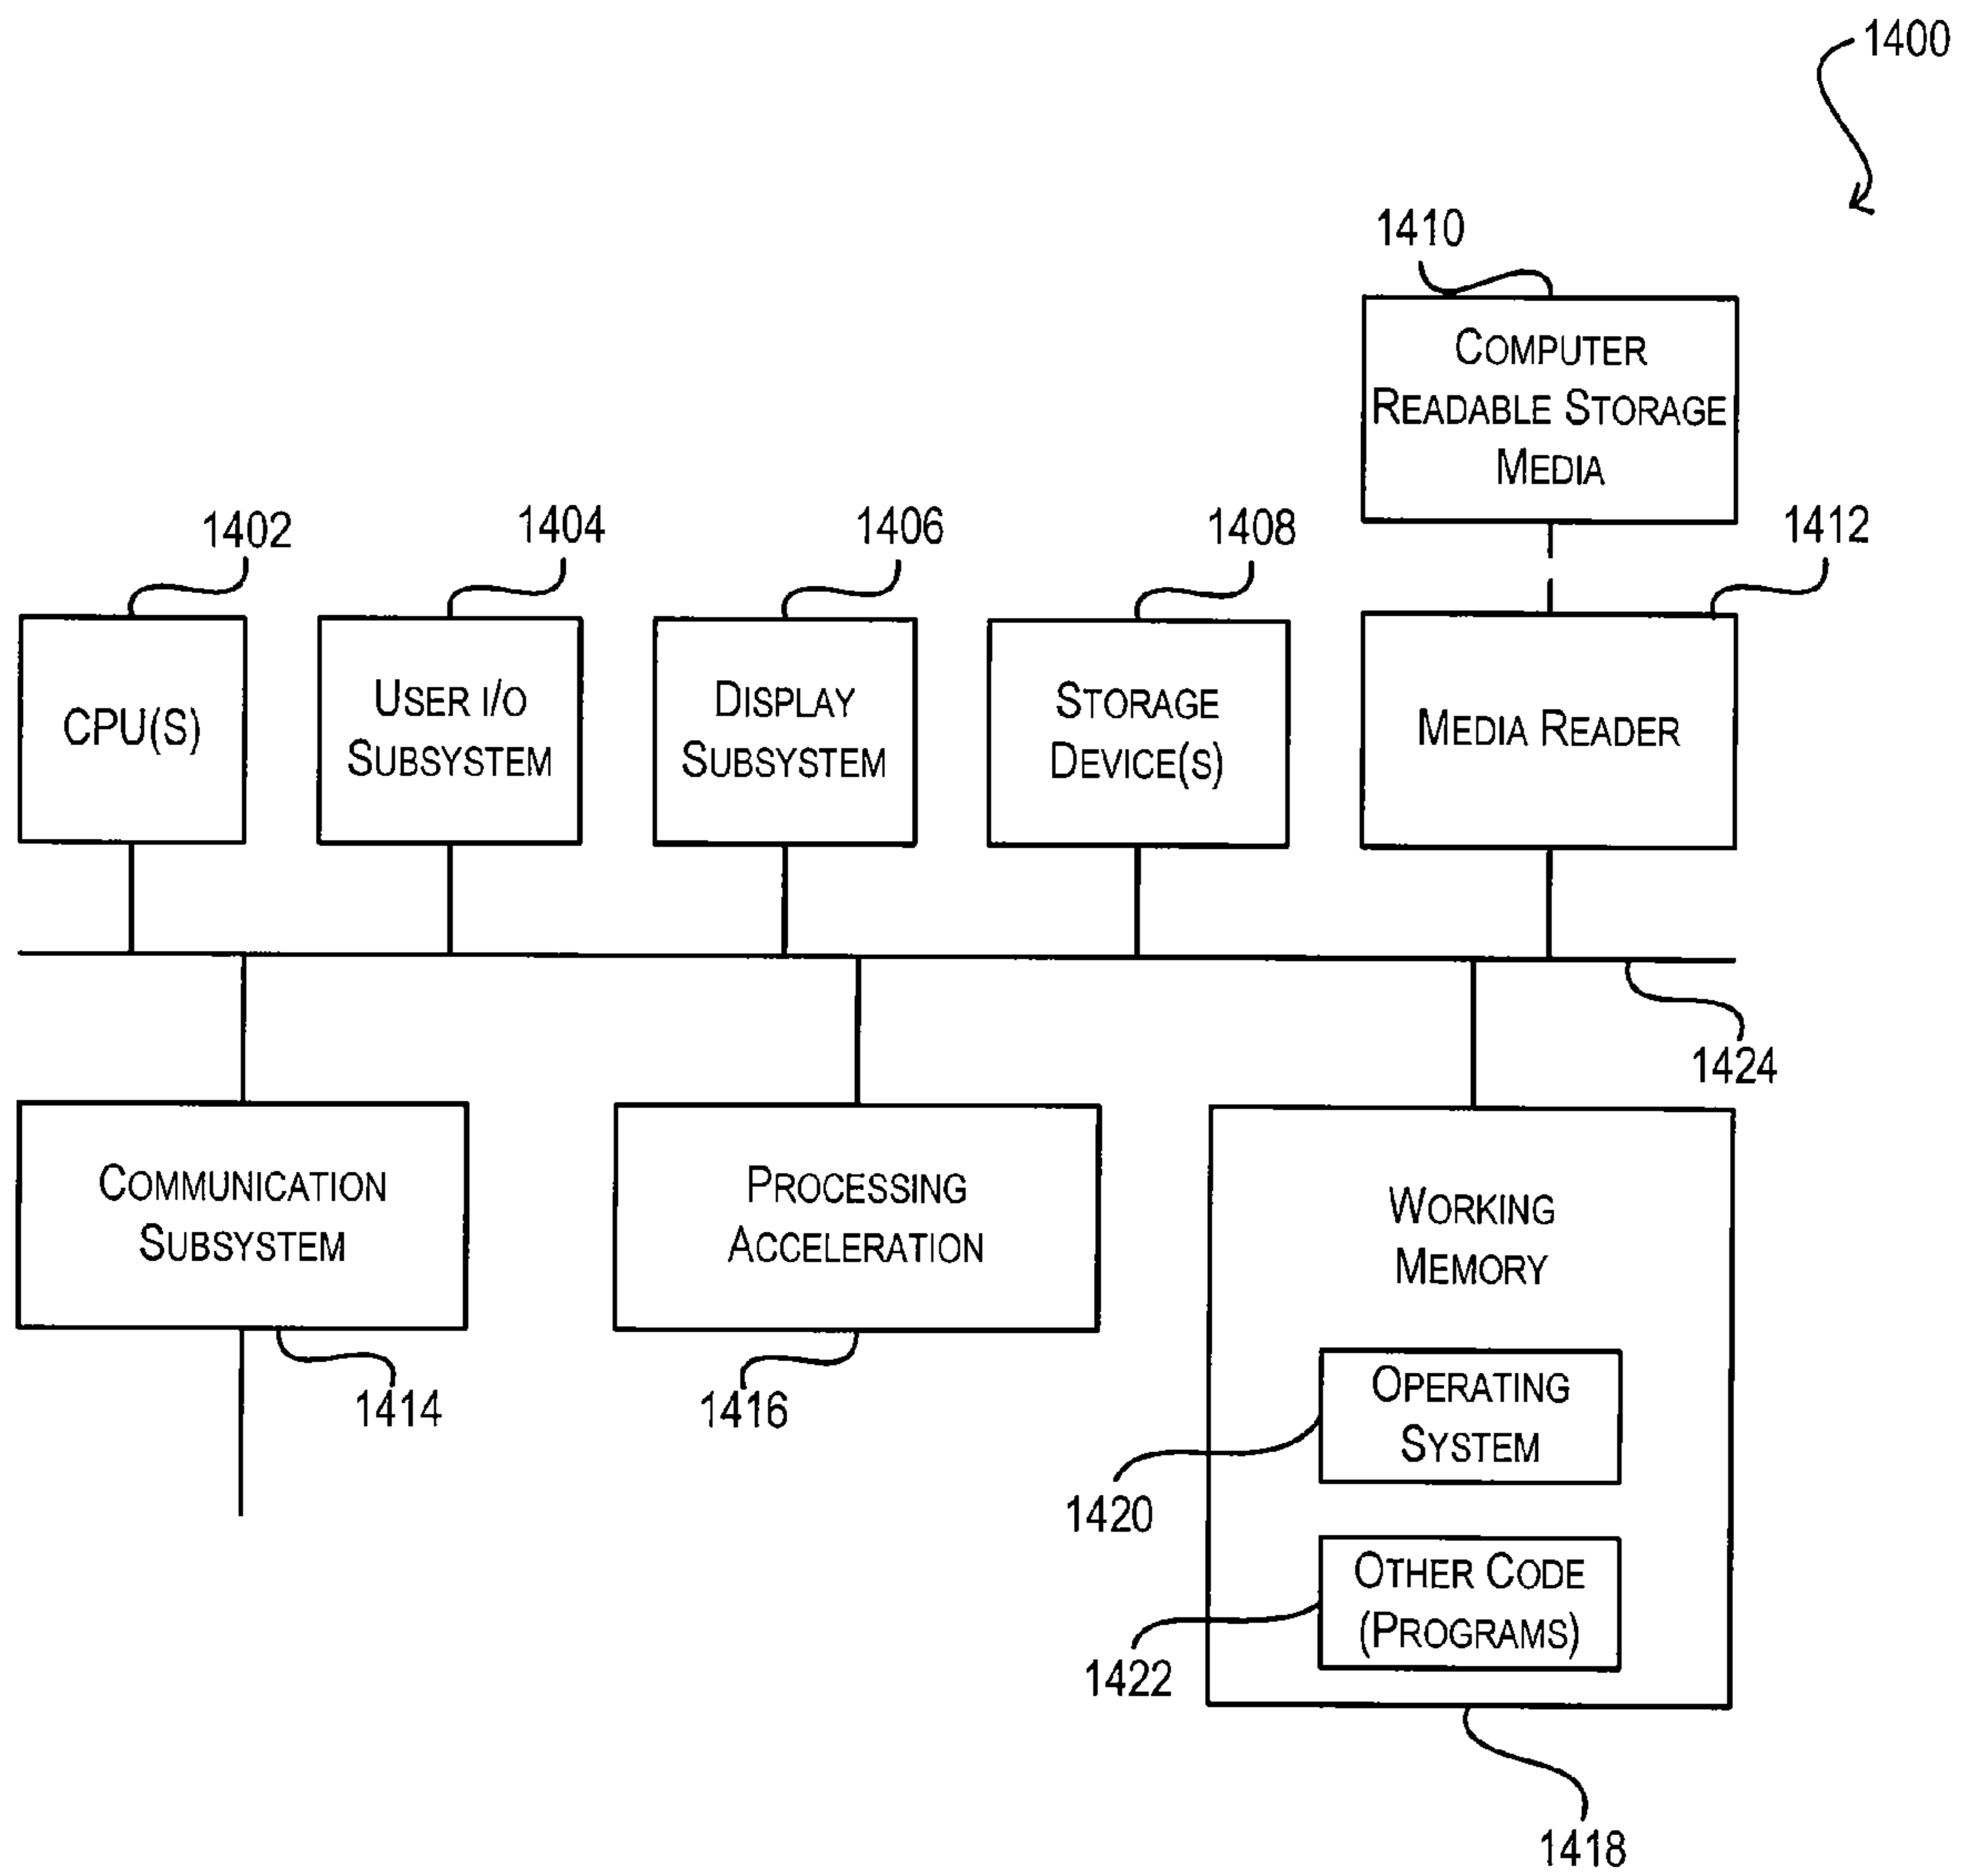 1400
1410
COMPUTER
READABLE STORAGE
MEDIA
1402
1404
1406
1408
1412
CPU(S)
USER I/O
SUBSYSTEM
DISPLAY
SUBSYSTEM
STORAGE
DEVICE(S)
MEDIA READER
1424
COMMUNICATION
SUBSYSTEM
PROCESSING
ACCELERATION
WORKING
MEMORY
1414
1416
OPERATING
SYSTEM
1420
OTHER CODE
(PROGRAMS)
1422
1418